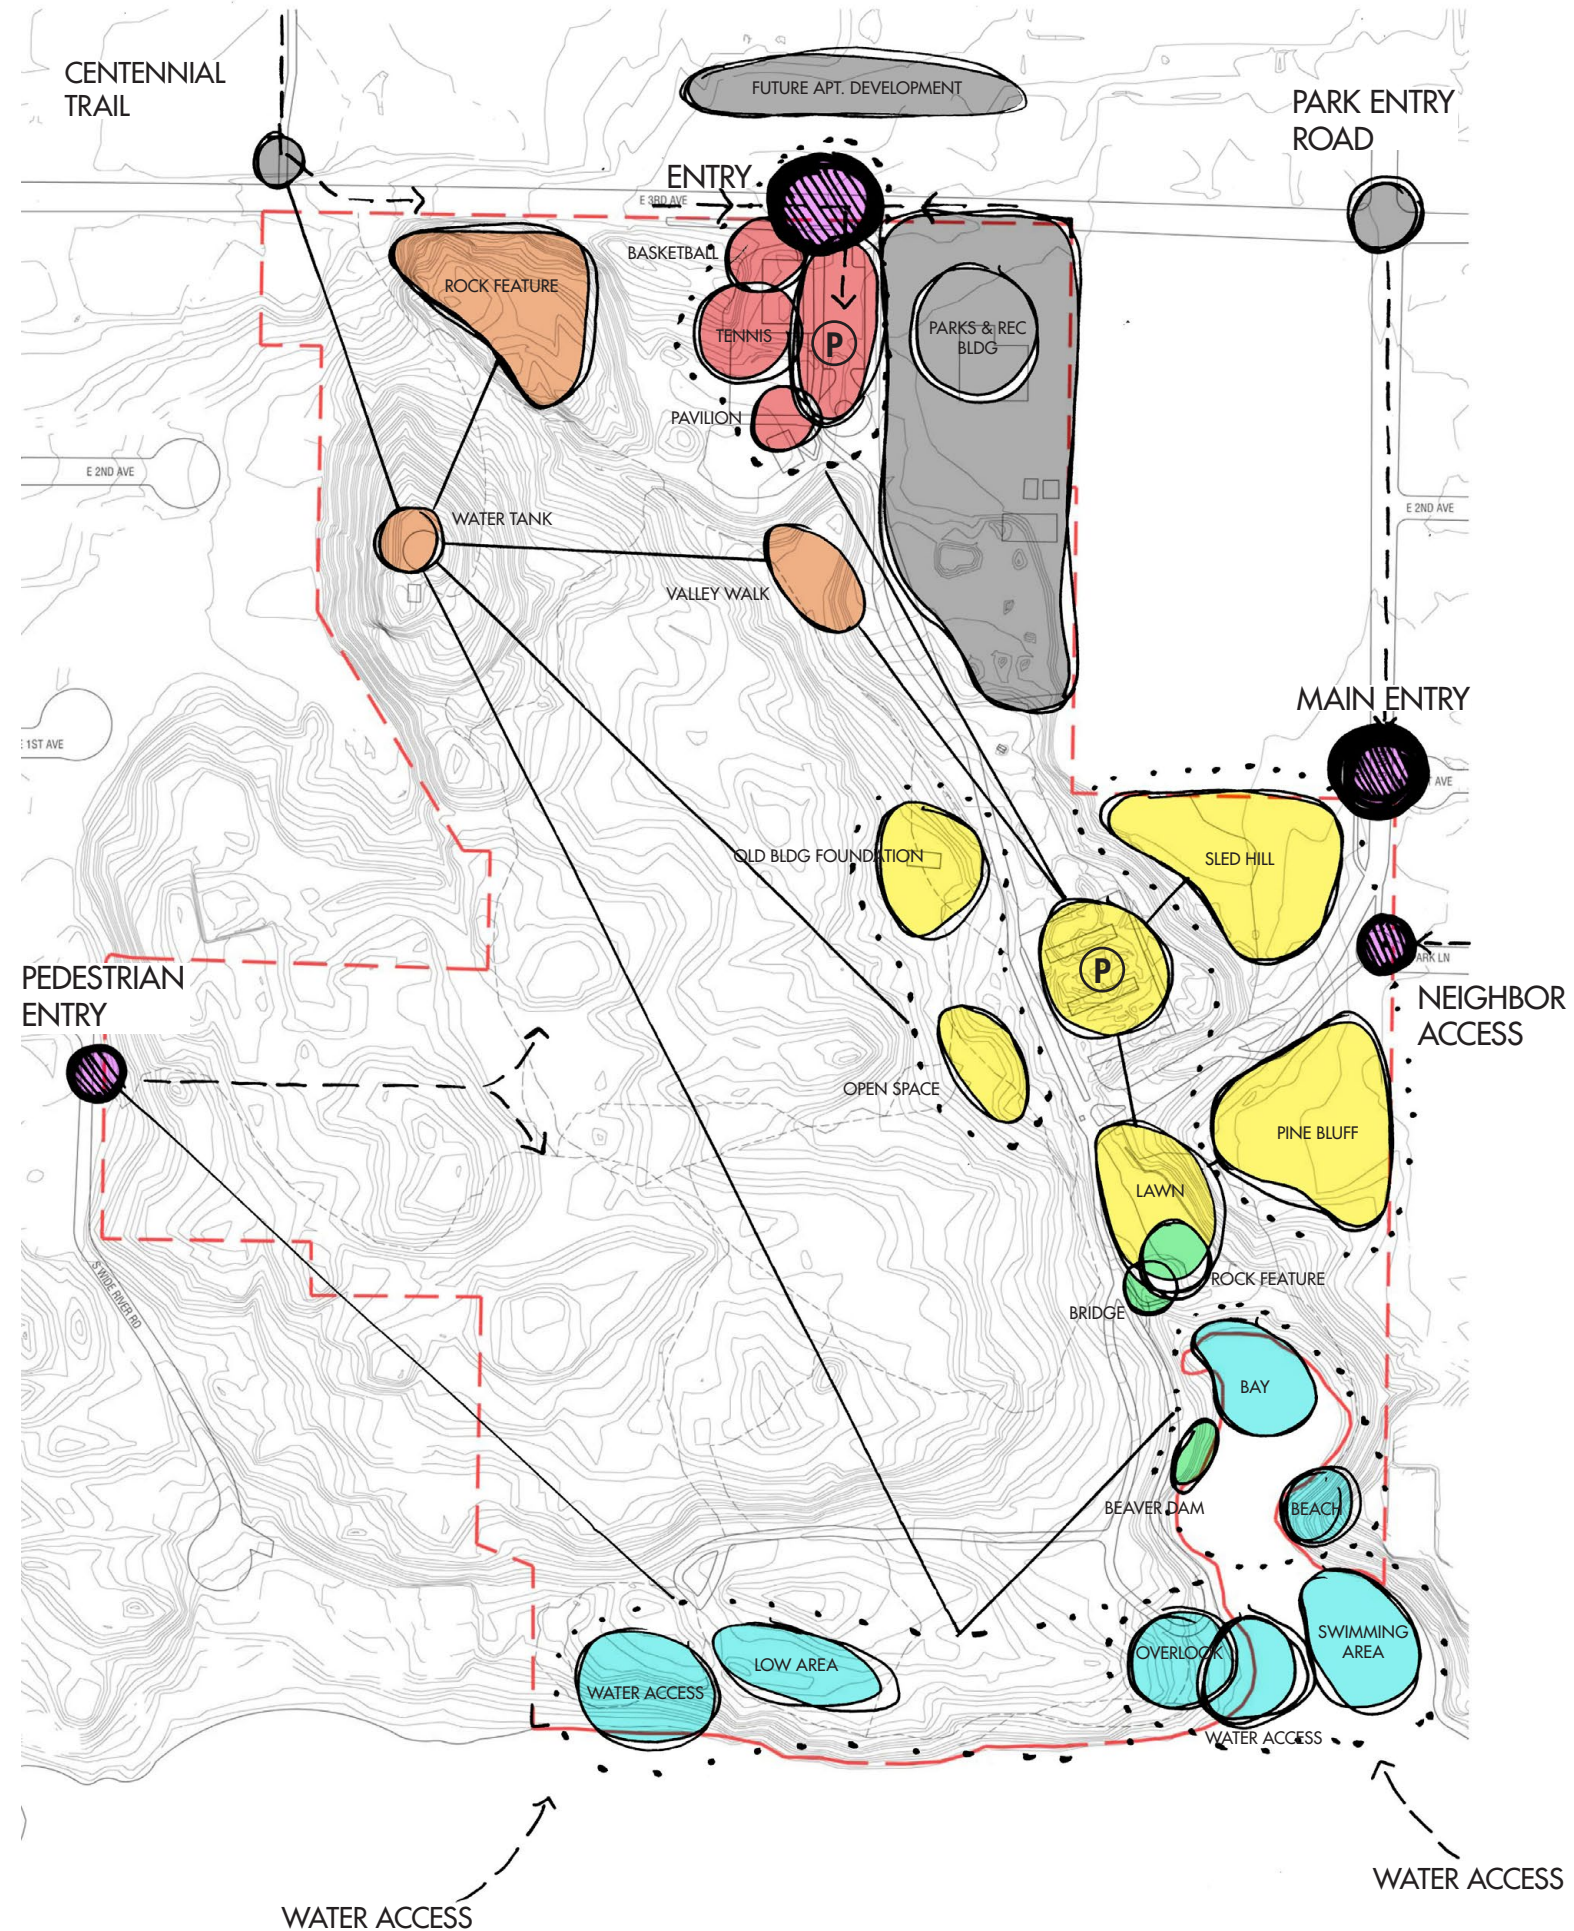 CENTENNIAL
TRAIL
FUTURE APT. DEVELOPMENT
PARK ENTRY
ROAD
ENTRY
E 3RD AVE
BASKETBALL
ROCK FEATURE
TENNIS
P
PARKS & REC
BLDG
PAVILION
E 2ND AVE
WATER TANK
E 2ND AVE
VALLEY WALK
MAIN ENTRY
E 1ST AVE
AVE
OLD BLDG FOUNDATION
SLED HILL
P
PARK LN
PEDESTRIAN
ENTRY
NEIGHBOR
ACCESS
OPEN SPACE
PINE BLUFF
LAWN
S WIDE RIVER RD
ROCK FEATURE
BRIDGE
BAY
BEAVER DAM
BEACH
SWIMMING
AREA
OVERLOOK
LOW AREA
WATER ACCESS
WATER ACCESS
WATER ACCESS
WATER ACCESS